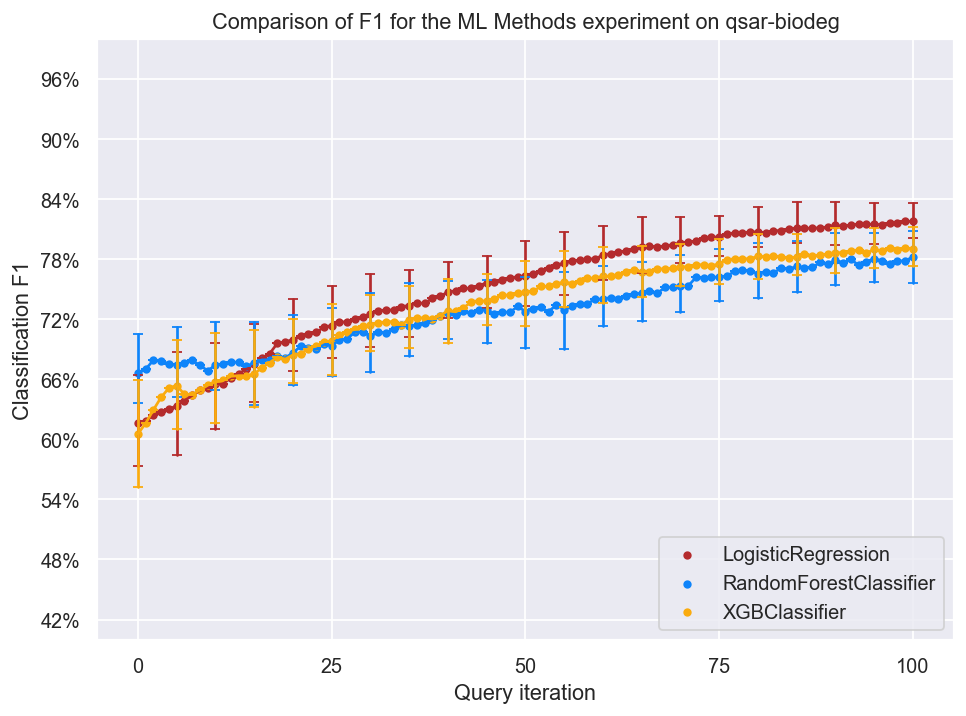 Comparison of F1 for the ML Methods experiment on qsar-biodeg
Classification F1
96%
90%
84%
78%
72%
66%
60%
54%
48%
42%
LogisticRegression
RandomForestClassifier
XGBClassifier
0 25 50 75 100
Query iteration